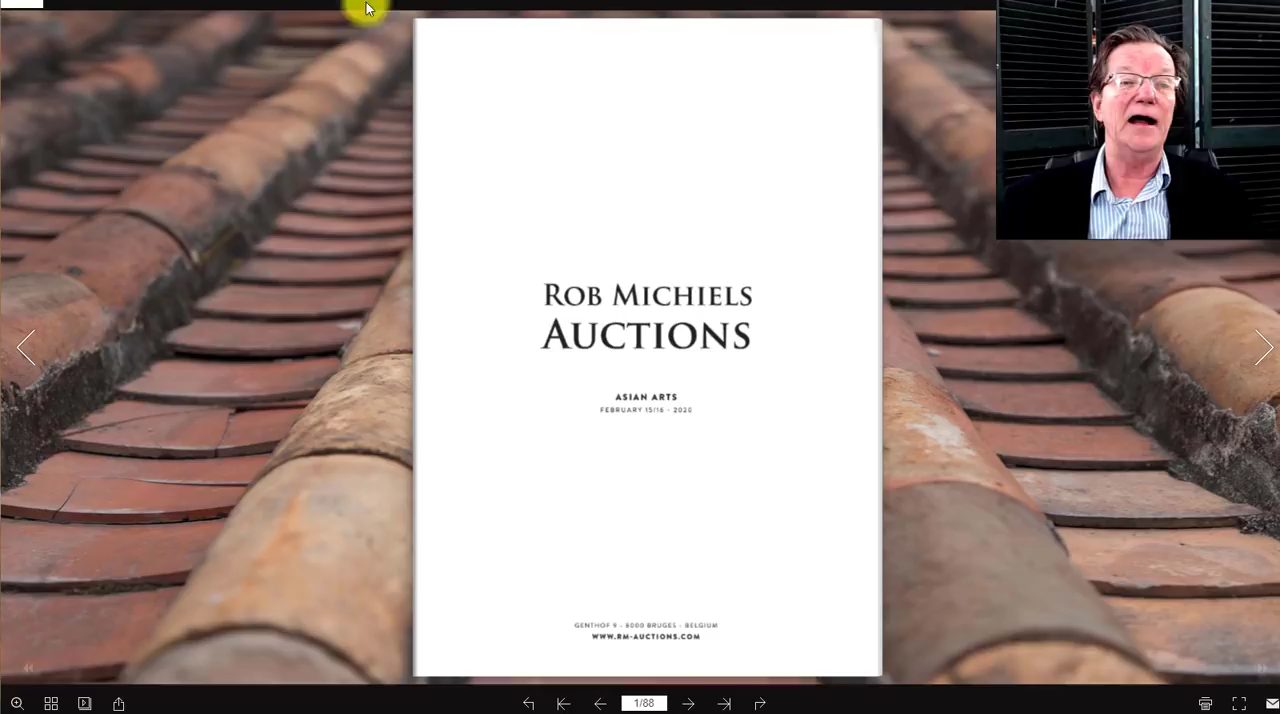 ROB MICHIELS
AUCTIONS
ASIAN ARTS
FEBRUARY 15/16 - 2020
GENTHOF 9 - 8000 BRUGES - BELGIUM
WWW.RM-AUCTIONS.COM
1/88